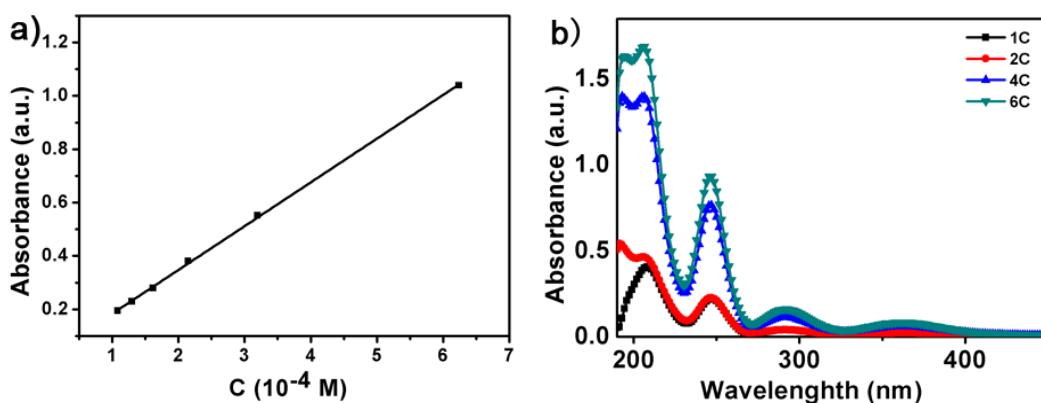 a)
1.2
1.0
0.8
0.6
0.4
0.2
1 2 3 4 5 6 7
C (10⁻⁴ M)
Absorbance (a.u.)
b)
1C
2C
4C
6C
1.5
1.0
0.5
0.0
200 300 400
Wavelenghth (nm)
Absorbance (a.u.)